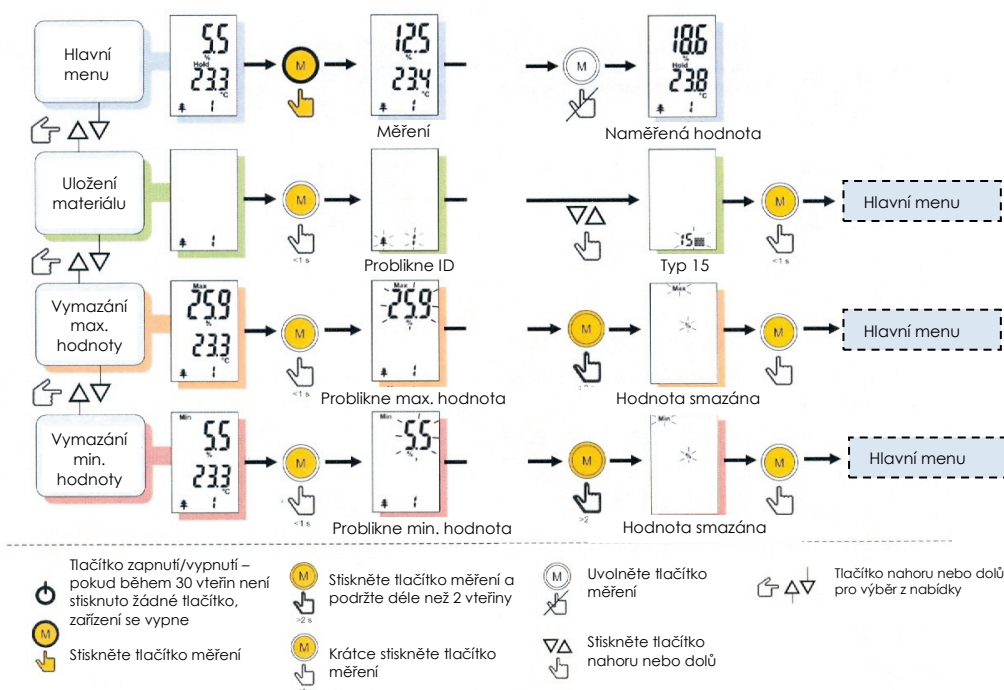 Hlavní
menu
5.5
%
Hold
23.3
°C
1
M
12.5
%
23.4
°C
1
Měření
M
18.6
%
Hold
23.8
°C
1
Naměřená hodnota
Uložení
materiálu
1
M
<1 s
1
Problikne ID
15
Typ 15
M
<1 s
Hlavní menu
Vymazání
max.
hodnoty
Max
25.9
%
23.3
°C
1
M
<1 s
Max
25.9
%
1
Problikne max. hodnota
M
Max
%
Hodnota smazána
M
Hlavní menu
Vymazání
min.
hodnoty
Min
5.5
%
23.3
°C
1
M
<1 s
Min
5.5
%
1
Problikne min. hodnota
M
>2
Min
%
Hodnota smazána
M
Hlavní menu
Tlačítko zapnutí/vypnutí –
pokud během 30 vteřin není
stisknuto žádné tlačítko,
zařízení se vypne
M
Stiskněte tlačítko měření
M
>2 s
Stiskněte tlačítko měření a
podržte déle než 2 vteřiny
M
Krátce stiskněte tlačítko
měření
M
Uvolněte tlačítko
měření
Stiskněte tlačítko
nahoru nebo dolů
Tlačítko nahoru nebo dolů
pro výběr z nabídky